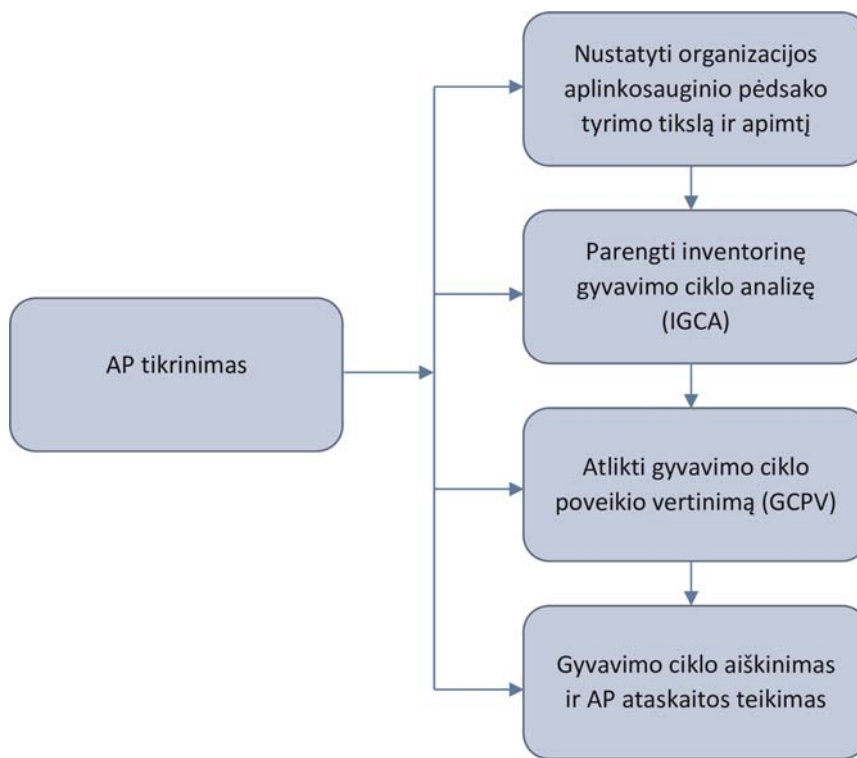 Nustatyti organizacijos
aplinkosauginio pėdsako
tyrimo tikslą ir apimtį
Parengti inventorinę
gyvavimo ciklo analizę
(IGCA)
AP tikrinimas
Atlikti gyvavimo ciklo
poveikio vertinimą (GCPV)
Gyvavimo ciklo aiškinimas
ir AP ataskaitos teikimas